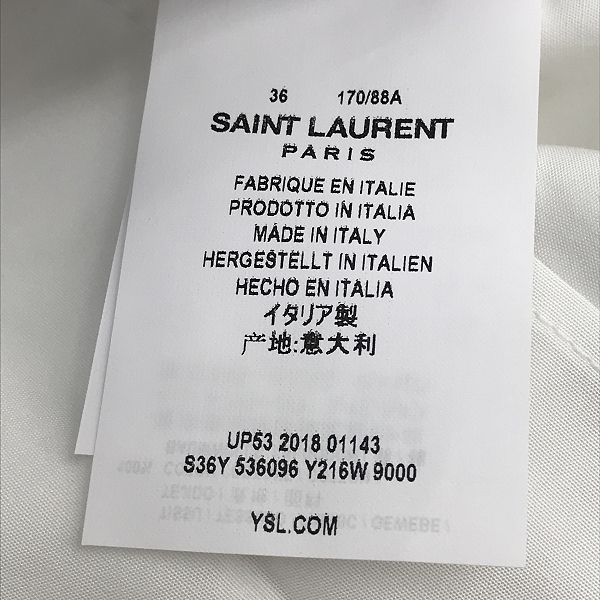 36 170/88A
SAINT LAURENT
PARIS
FABRIQUE EN ITALIE
PRODOTTO IN ITALIA
MADE IN ITALY
HERGESTELLT IN ITALIEN
HECHO EN ITALIA
イタリア製
产地:意大利
UP53 2018 01143
S36Y 536096 Y216W 9000
YSL.COM